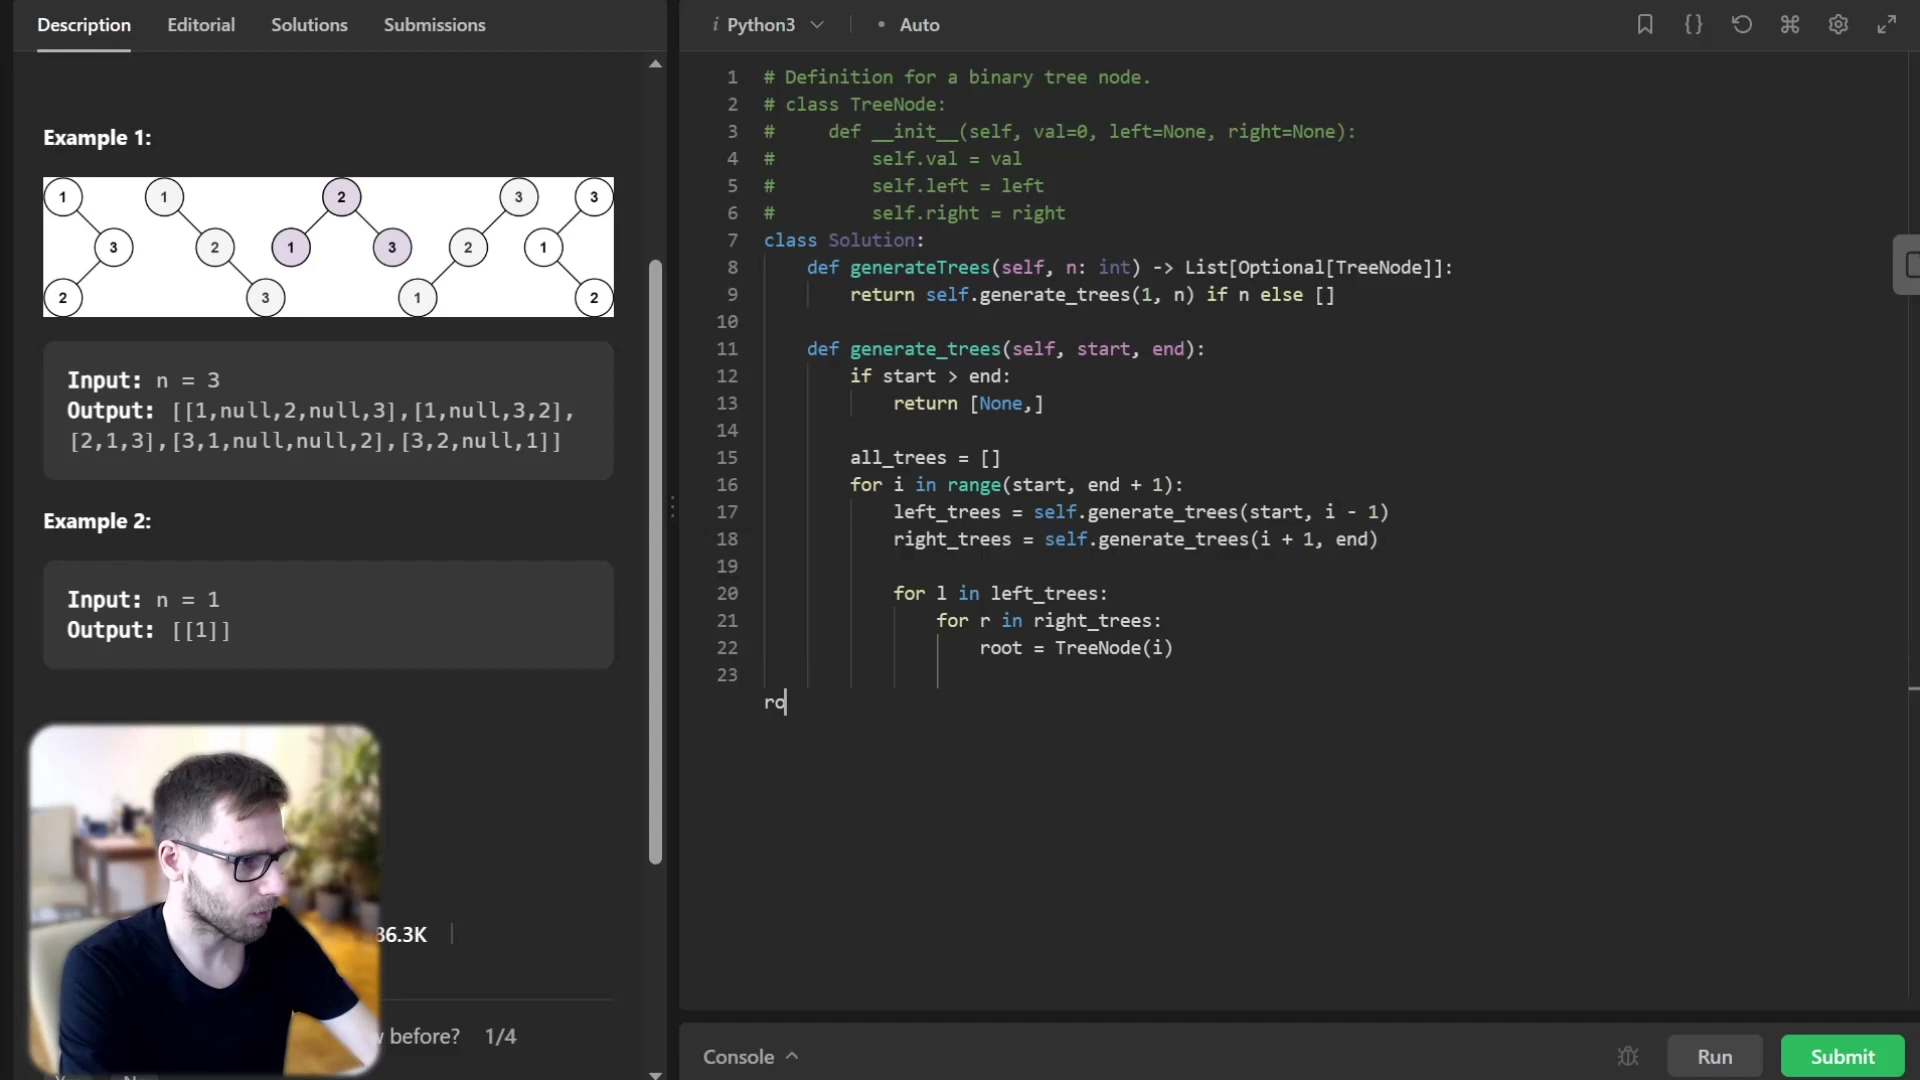 Description Editorial Solutions Submissions
Example 1:
1 1 2 3 3
3 2 1 3 2 1
2 3 1 2
Input: n = 3
Output: [[1,null,2,null,3],[1,null,3,2],
[2,1,3],[3,1,null,null,2],[3,2,null,1]]
Example 2:
Input: n = 1
Output: [[1]]
86.3K
before? 1/4
i Python3 • Auto
1 # Definition for a binary tree node.
2 # class TreeNode:
3 #     def __init__(self, val=0, left=None, right=None):
4 #         self.val = val
5 #         self.left = left
6 #         self.right = right
7 class Solution:
8     def generateTrees(self, n: int) -> List[Optional[TreeNode]]:
9         return self.generate_trees(1, n) if n else []
10
11     def generate_trees(self, start, end):
12         if start > end:
13             return [None,]
14
15         all_trees = []
16         for i in range(start, end + 1):
17             left_trees = self.generate_trees(start, i - 1)
18             right_trees = self.generate_trees(i + 1, end)
19
20             for l in left_trees:
21                 for r in right_trees:
22                     root = TreeNode(i)
23
ro
Console Run Submit